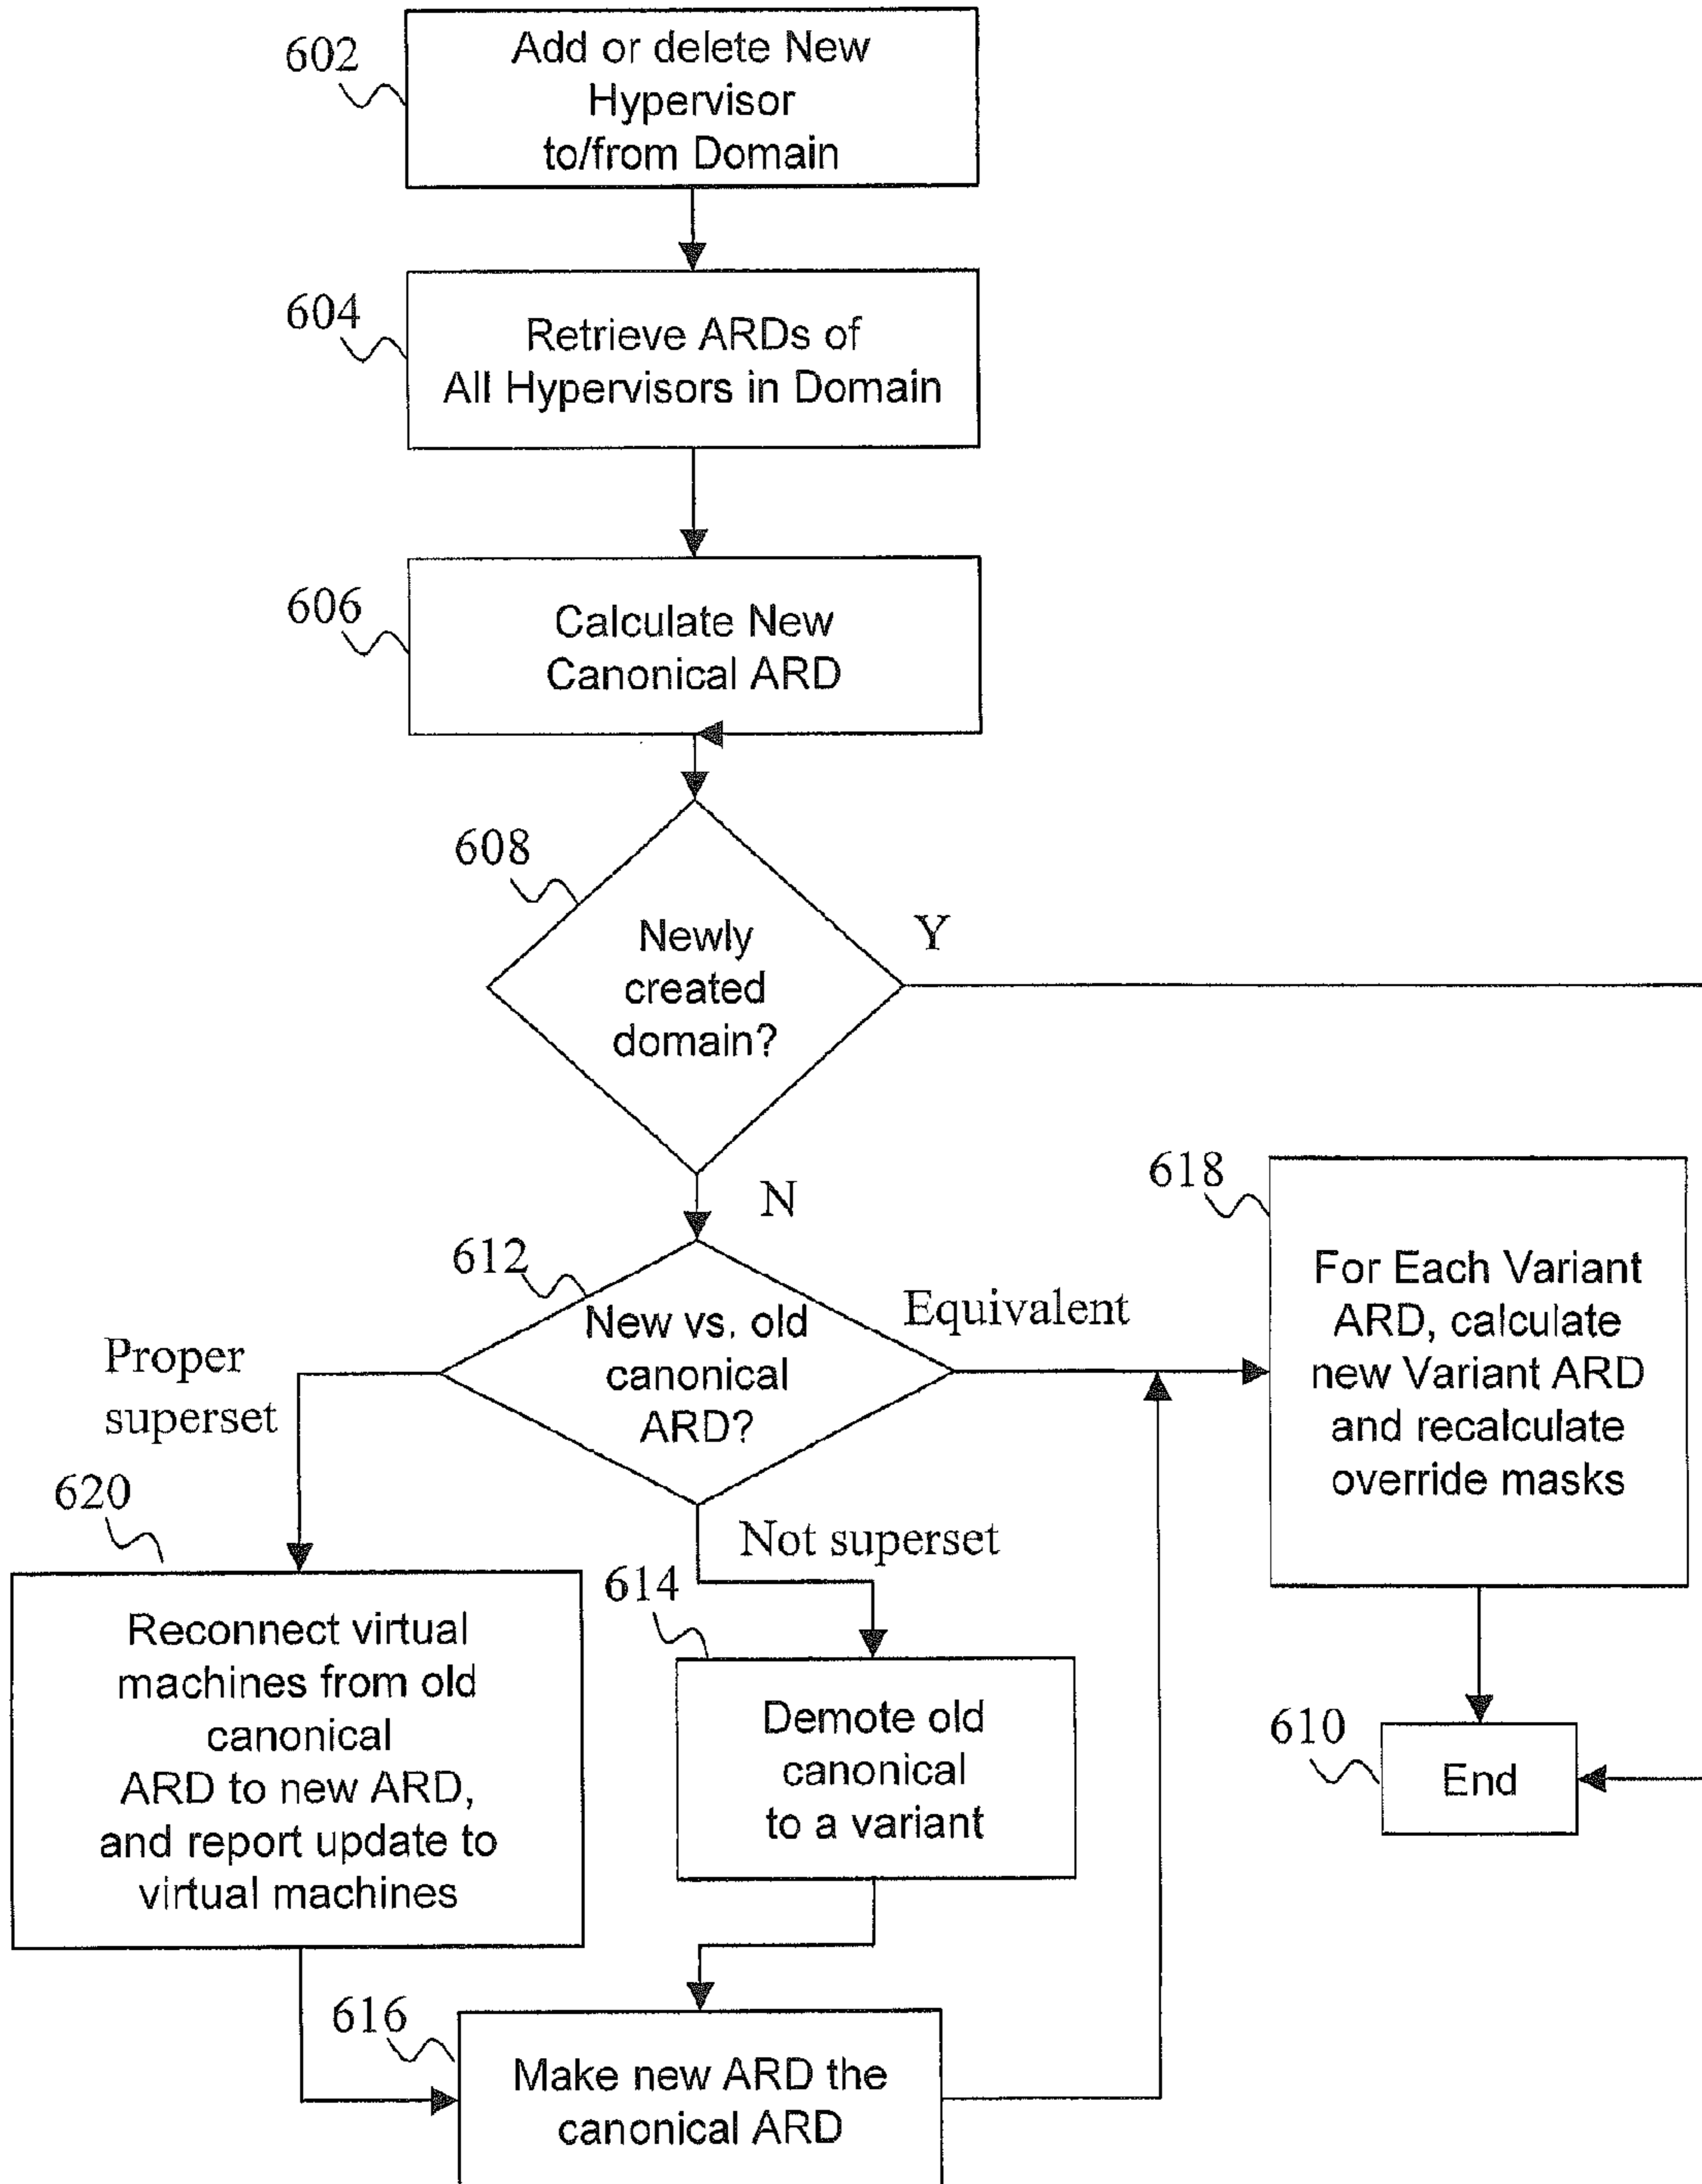 602
Add or delete New
Hypervisor
to/from Domain
604
Retrieve ARDs of
All Hypervisors in Domain
606
Calculate New
Canonical ARD
608
Newly
created
domain?
Y
N
612
New vs. old
canonical
ARD?
Equivalent
Proper
superset
Not superset
618
For Each Variant
ARD, calculate
new Variant ARD
and recalculate
override masks
620
Reconnect virtual
machines from old
canonical
ARD to new ARD,
and report update to
virtual machines
614
Demote old
canonical
to a variant
610
End
616
Make new ARD the
canonical ARD